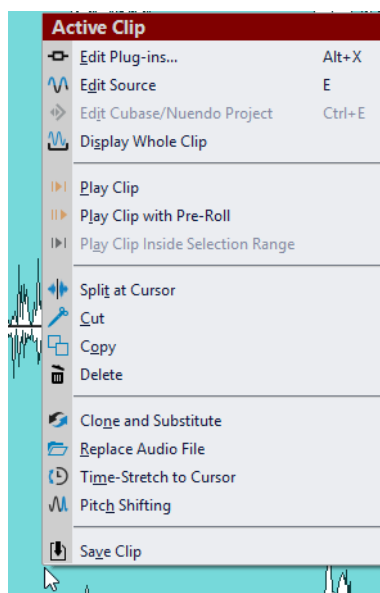 Active Clip
Edit Plug-ins... Alt+X
Edit Source E
Edit Cubase/Nuendo Project Ctrl+E
Display Whole Clip
Play Clip
Play Clip with Pre-Roll
Play Clip Inside Selection Range
Split at Cursor
Cut
Copy
Delete
Clone and Substitute
Replace Audio File
Time-Stretch to Cursor
Pitch Shifting
Save Clip